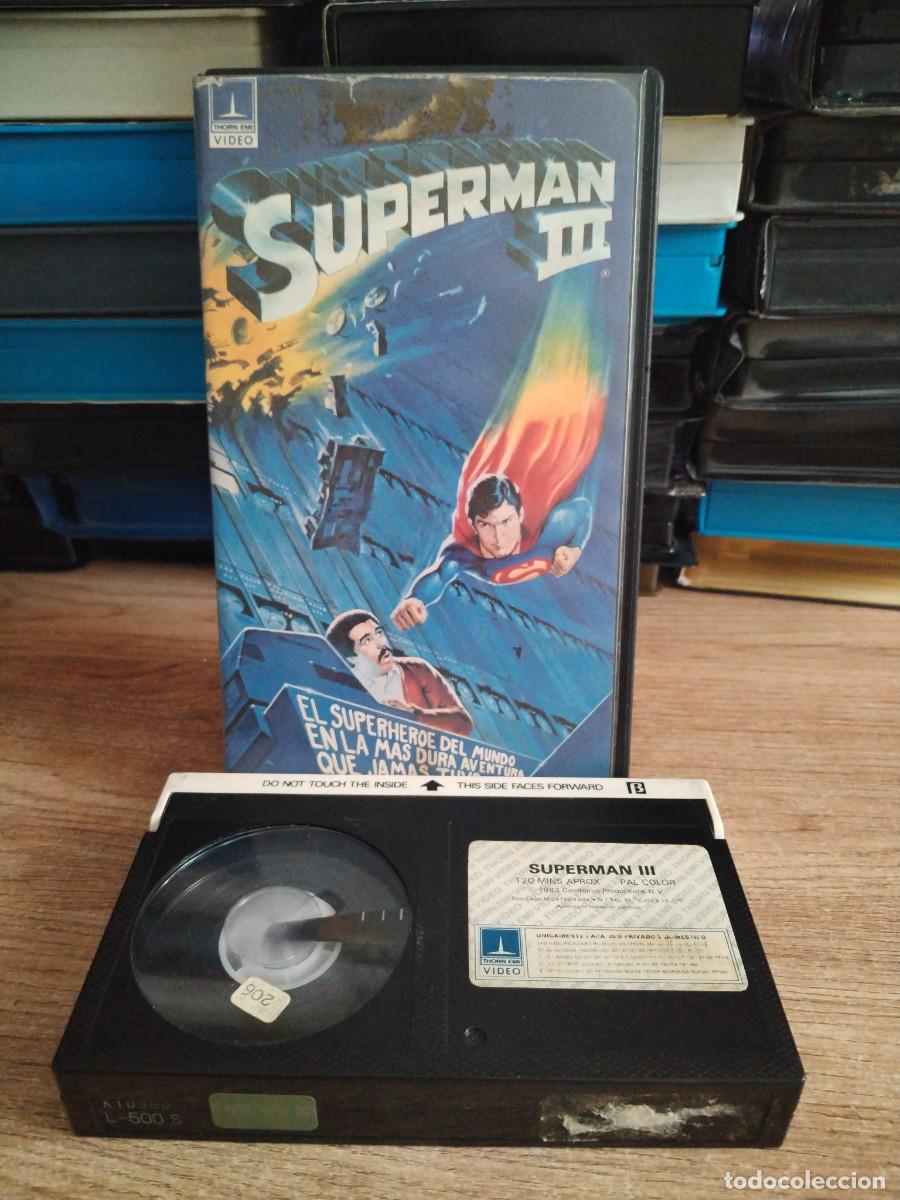 THORN EMI
VIDEO
SUPERMAN
III
®
EL SUPERHEROE DEL MUNDO
EN LA MAS DURA AVENTURA
QUE JAMAS
DO NOT TOUCH THE INSIDE THIS SIDE FACES FORWARD B
SUPERMAN III
120 MINS APROX PAL COLOR
1983 Cantharus Productions N.V.
UNICAMENTE PARA USO PRIVADO Y DOMESTICO
THORN EMI
VIDEO
206
L-500 S
todocoleccion